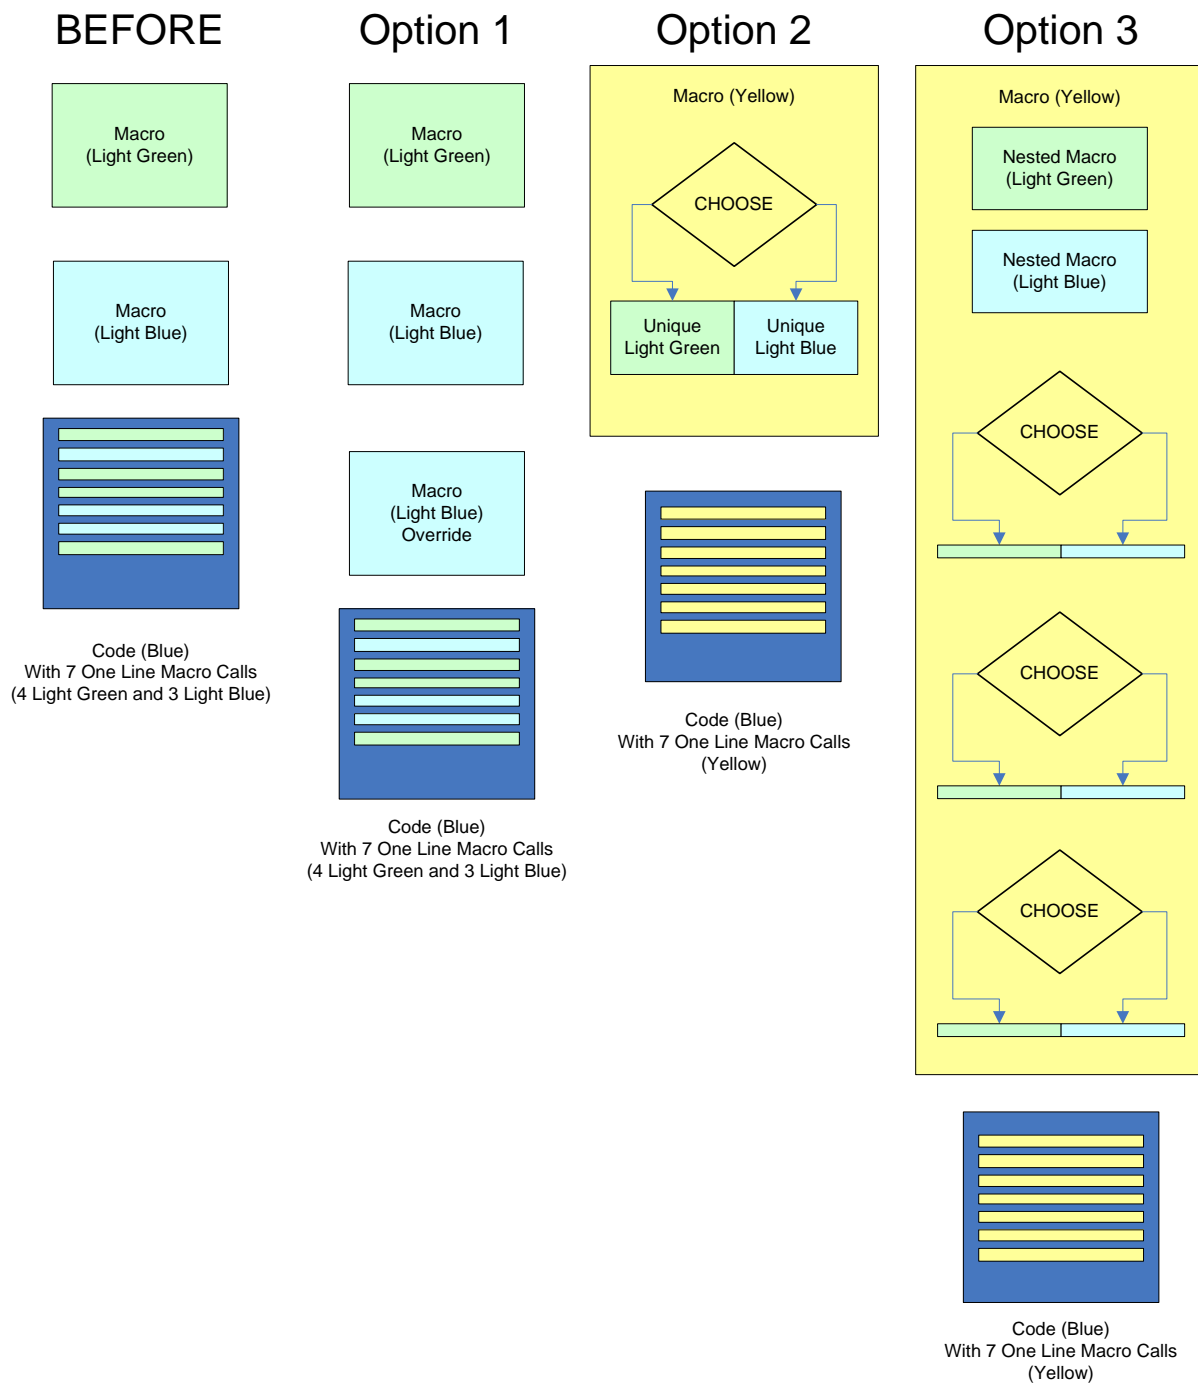 BEFORE
Macro
(Light Green)
Macro
(Light Blue)
Code (Blue)
With 7 One Line Macro Calls
(4 Light Green and 3 Light Blue)
Option 1
Macro
(Light Green)
Macro
(Light Blue)
Macro
(Light Blue)
Override
Code (Blue)
With 7 One Line Macro Calls
(4 Light Green and 3 Light Blue)
Option 2
Macro (Yellow)
CHOOSE
Unique
Light Green
Unique
Light Blue
Code (Blue)
With 7 One Line Macro Calls
(Yellow)
Option 3
Macro (Yellow)
Nested Macro
(Light Green)
Nested Macro
(Light Blue)
CHOOSE
CHOOSE
CHOOSE
Code (Blue)
With 7 One Line Macro Calls
(Yellow)